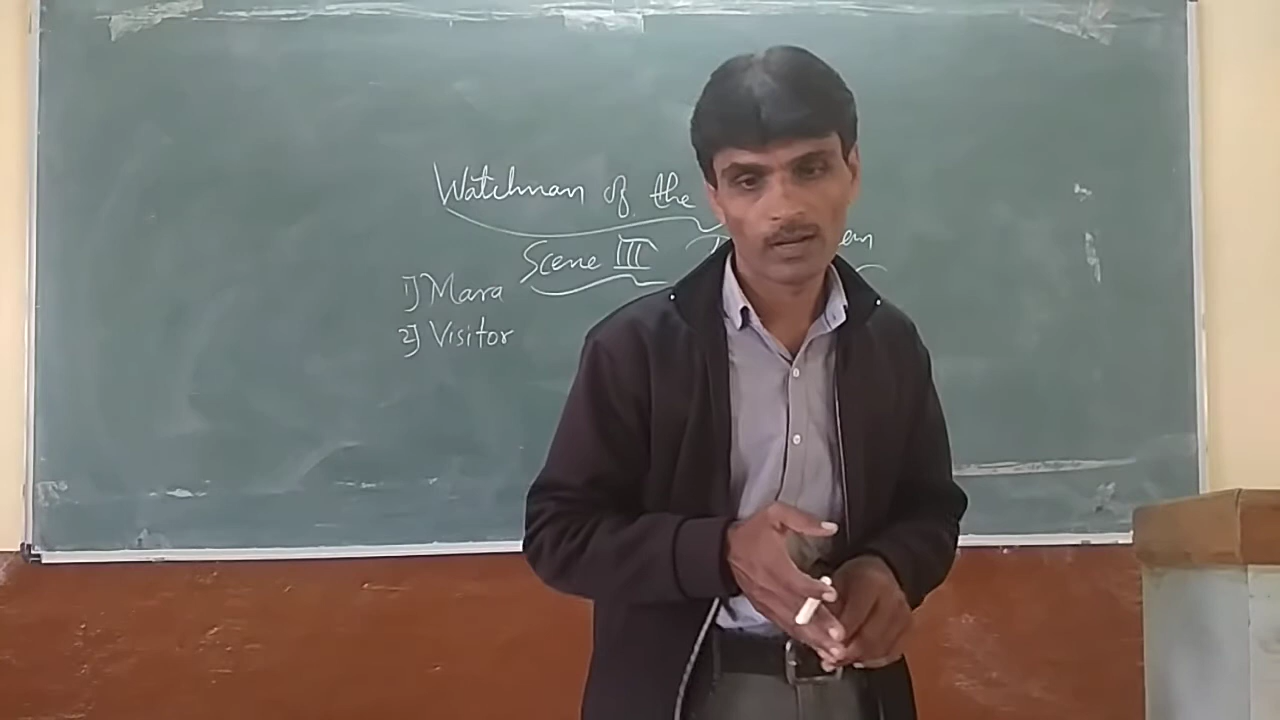 Watchman of the
Scene III
1) Mara
2) Visitor